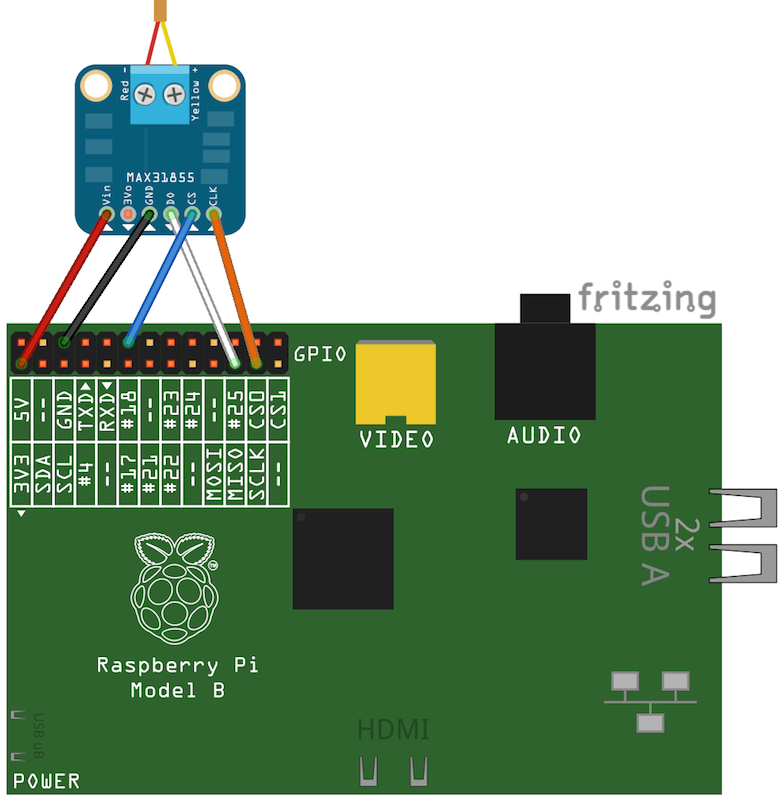 Red -
Yellow +
MAX31855
Vin
3Vo
GND
DO
CS
CLK
fritzing
GPIO
5V -- GND TXD RXD #18 -- #23 #24 -- #25 CS0 CS1
3V3 SDA SCL #4 -- #17 #21 #22 -- MOSI MISO SCLK --
VIDEO
AUDIO
2x
USB A
TM
Raspberry Pi
Model B
USB uB
HDMI
POWER